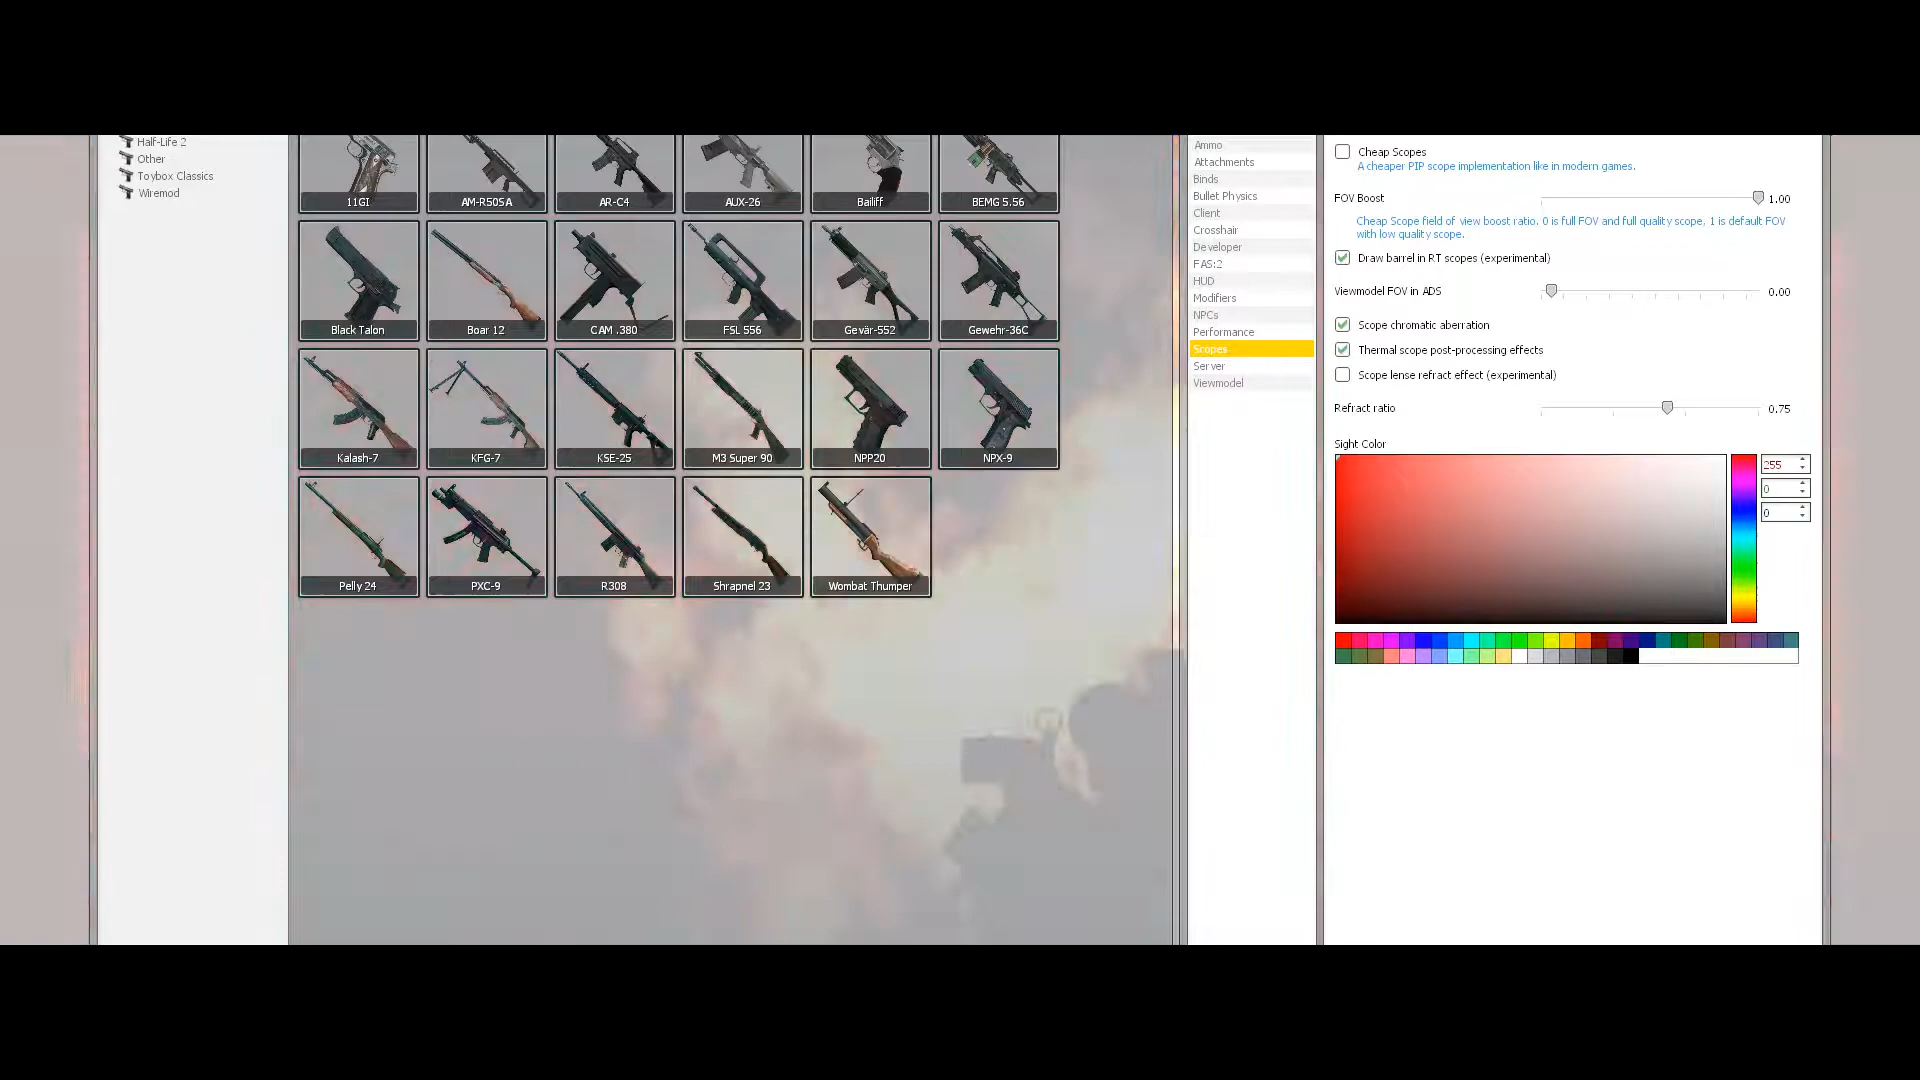 Half-Life 2
Other
Toybox Classics
Wiremod
11GI
AM-R50SA
AR-C4
AUX-26
Bailiff
BEMG 5.56
Black Talon
Boar 12
CAM .380
FSL 556
Gevär-552
Gewehr-36C
Kalash-7
KFG-7
KSE-25
M3 Super 90
NPP20
NPX-9
Pelly 24
PXC-9
R308
Shrapnel 23
Wombat Thumper
Ammo
Attachments
Binds
Bullet Physics
Client
Crosshair
Developer
FAS:2
HUD
Modifiers
NPCs
Performance
Scopes
Server
Viewmodel
Cheap Scopes
A cheaper PIP scope implementation like in modern games.
FOV Boost 1.00
Cheap Scope field of view boost ratio. 0 is full FOV and full quality scope, 1 is default FOV
with low quality scope.
Draw barrel in RT scopes (experimental)
Viewmodel FOV in ADS 0.00
Scope chromatic aberration
Thermal scope post-processing effects
Scope lense refract effect (experimental)
Refract ratio 0.75
Sight Color
255
0
0